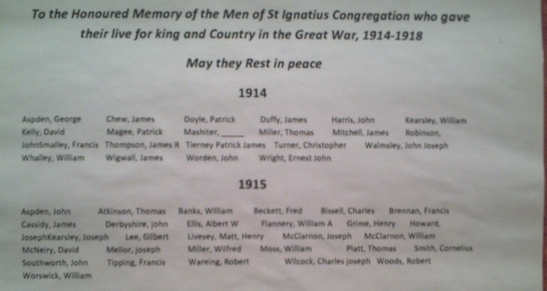 To the Honoured Memory of the Men of St Ignatius Congregation who gave
their live for king and Country in the Great War, 1914-1918
May they Rest in peace
1914
Aspden, George Chew, James Doyle, Patrick Duffy, James Harris, John Kearsley, William
Kelly, David Magee, Patrick Mashiter, _____ Miller, Thomas Mitchell, James Robinson,
JohnSmalley, Francis Thompson, James R Tierney Patrick James Turner, Christopher Walmsley, John Joseph
Whalley, William Wigwall, James Worden, John Wright, Ernest John
1915
Aspden, John Atkinson, Thomas Banks, William Beckett, Fred Bissell, Charles Brennan, Francis
Cassidy, James Derbyshire, John Ellis, Albert W Flannery, William A Grime, Henry Howard,
JosephKearsley, Joseph Lee, Gilbert Livesey, Matt, Henry McClarnon, Joseph McClarnon, William
McNeiry, David Mellor, Joseph Miller, Wilfred Moss, William Platt, Thomas Smith, Cornelius
Southworth, John Tipping, Francis Wareing, Robert Wilcock, Charles joseph Woods, Robert
Worswick, William